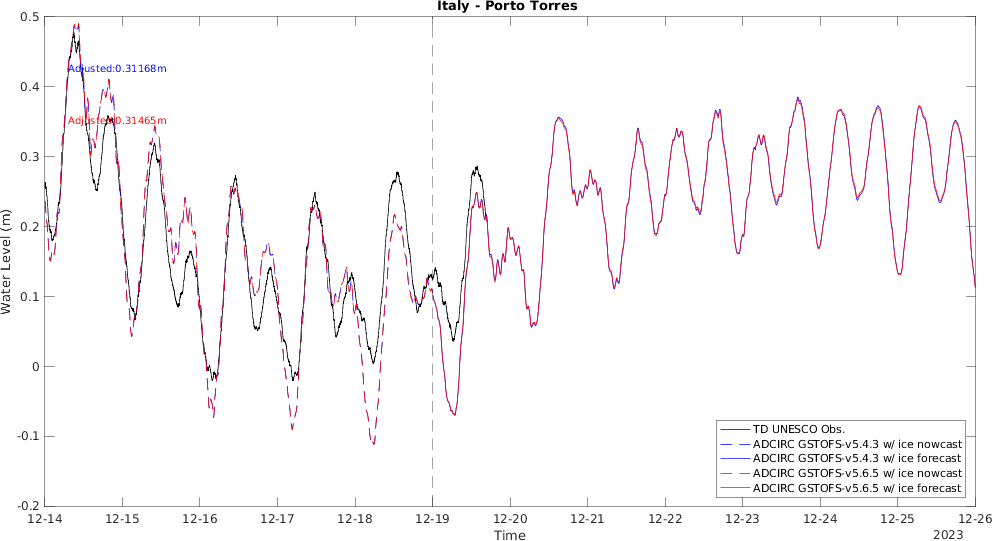 Italy - Porto Torres
0.5
0.4
0.3
0.2
0.1
0
-0.1
-0.2
Water Level (m)
Adjusted:0.31168m
Adjusted:0.31465m
TD UNESCO Obs.
ADCIRC GSTOFS-v5.4.3 w/ ice nowcast
ADCIRC GSTOFS-v5.4.3 w/ ice forecast
ADCIRC GSTOFS-v5.6.5 w/ ice nowcast
ADCIRC GSTOFS-v5.6.5 w/ ice forecast
12-14 12-15 12-16 12-17 12-18 12-19 12-20 12-21 12-22 12-23 12-24 12-25 12-26
Time
2023